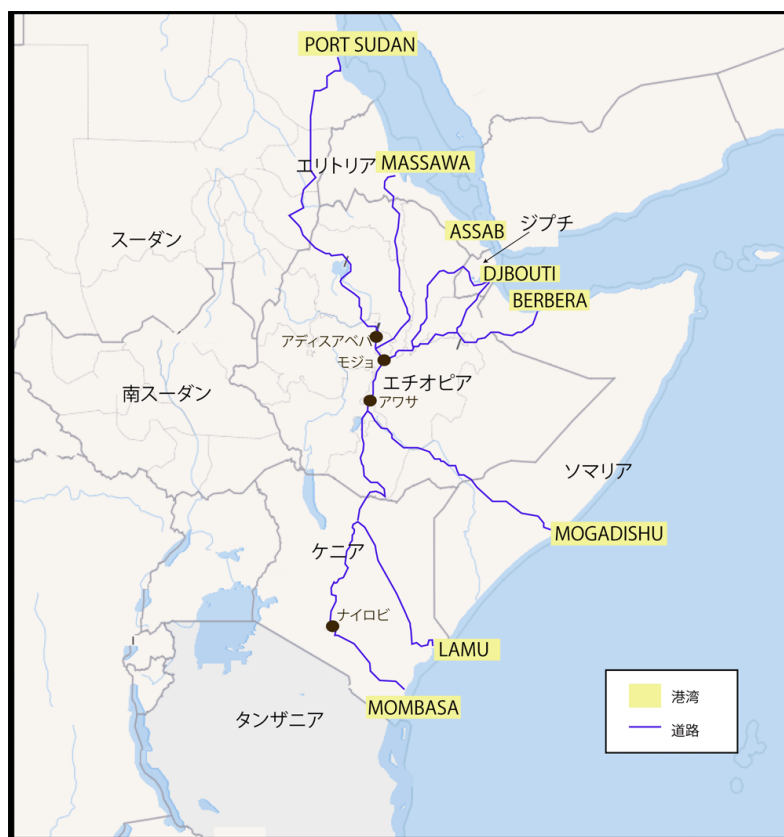 PORT SUDAN
エリトリア
MASSAWA
スーダン
ASSAB
ジプチ
DJBOUTI
BERBERA
アディスアベバ
モジョ
エチオピア
南スーダン
アワサ
ソマリア
MOGADISHU
ケニア
ナイロビ
LAMU
MOMBASA
タンザニア
港湾
道路